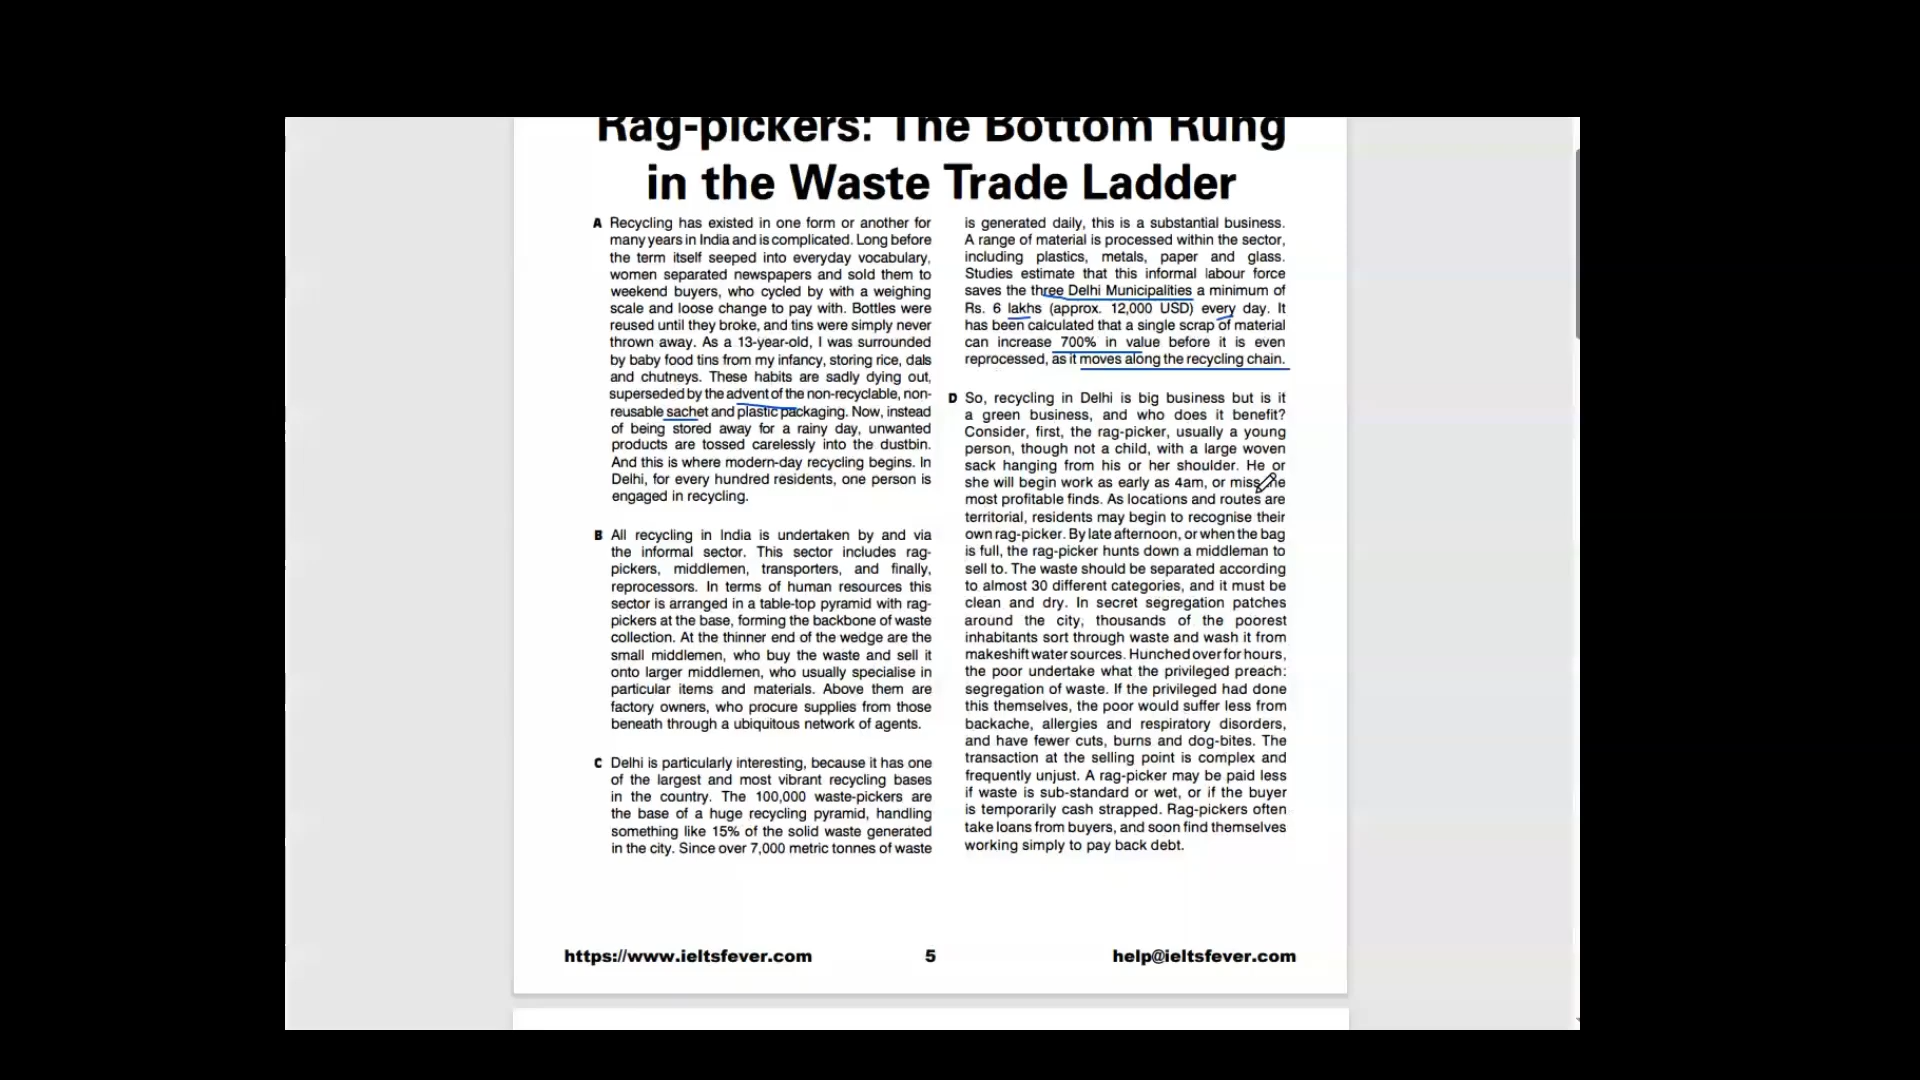 Rag-pickers: The Bottom Rung
in the Waste Trade Ladder
A Recycling has existed in one form or another for
many years in India and is complicated. Long before
the term itself seeped into everyday vocabulary,
women separated newspapers and sold them to
weekend buyers, who cycled by with a weighing
scale and loose change to pay with. Bottles were
reused until they broke, and tins were simply never
thrown away. As a 13-year-old, I was surrounded
by baby food tins from my infancy, storing rice, dals
and chutneys. These habits are sadly dying out,
superseded by the advent of the non-recyclable, non-
reusable sachet and plastic packaging. Now, instead
of being stored away for a rainy day, unwanted
products are tossed carelessly into the dustbin.
And this is where modern-day recycling begins. In
Delhi, for every hundred residents, one person is
engaged in recycling.
B All recycling in India is undertaken by and via
the informal sector. This sector includes rag-
pickers, middlemen, transporters, and finally,
reprocessors. In terms of human resources this
sector is arranged in a table-top pyramid with rag-
pickers at the base, forming the backbone of waste
collection. At the thinner end of the wedge are the
small middlemen, who buy the waste and sell it
onto larger middlemen, who usually specialise in
particular items and materials. Above them are
factory owners, who procure supplies from those
beneath through a ubiquitous network of agents.
C Delhi is particularly interesting, because it has one
of the largest and most vibrant recycling bases
in the country. The 100,000 waste-pickers are
the base of a huge recycling pyramid, handling
something like 15% of the solid waste generated
in the city. Since over 7,000 metric tonnes of waste
is generated daily, this is a substantial business.
A range of material is processed within the sector,
including plastics, metals, paper and glass.
Studies estimate that this informal labour force
saves the three Delhi Municipalities a minimum of
Rs. 6 lakhs (approx. 12,000 USD) every day. It
has been calculated that a single scrap of material
can increase 700% in value before it is even
reprocessed, as it moves along the recycling chain.
D So, recycling in Delhi is big business but is it
a green business, and who does it benefit?
Consider, first, the rag-picker, usually a young
person, though not a child, with a large woven
sack hanging from his or her shoulder. He or
she will begin work as early as 4am, or miss the
most profitable finds. As locations and routes are
territorial, residents may begin to recognise their
own rag-picker. By late afternoon, or when the bag
is full, the rag-picker hunts down a middleman to
sell to. The waste should be separated according
to almost 30 different categories, and it must be
clean and dry. In secret segregation patches
around the city, thousands of the poorest
inhabitants sort through waste and wash it from
makeshift water sources. Hunched over for hours,
the poor undertake what the privileged preach:
segregation of waste. If the privileged had done
this themselves, the poor would suffer less from
backache, allergies and respiratory disorders,
and have fewer cuts, burns and dog-bites. The
transaction at the selling point is complex and
frequently unjust. A rag-picker may be paid less
if waste is sub-standard or wet, or if the buyer
is temporarily cash strapped. Rag-pickers often
take loans from buyers, and soon find themselves
working simply to pay back debt.
https://www.ieltsfever.com 5 help@ieltsfever.com